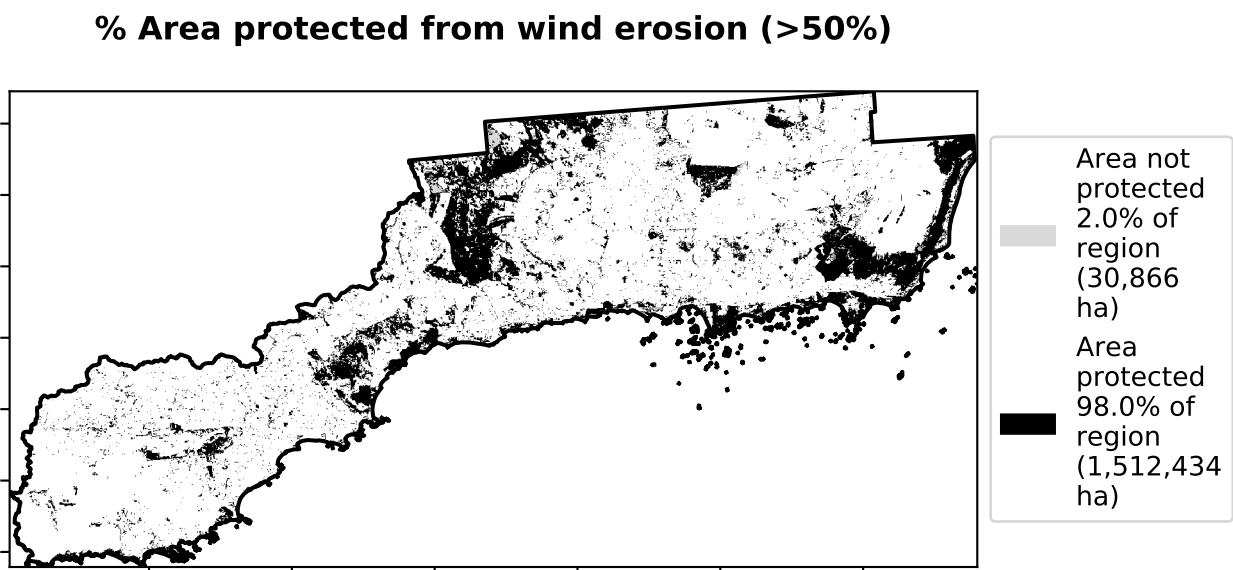 % Area protected from wind erosion (>50%)
Area not
protected
2.0% of
region
(30,866
ha)
Area
protected
98.0% of
region
(1,512,434
ha)